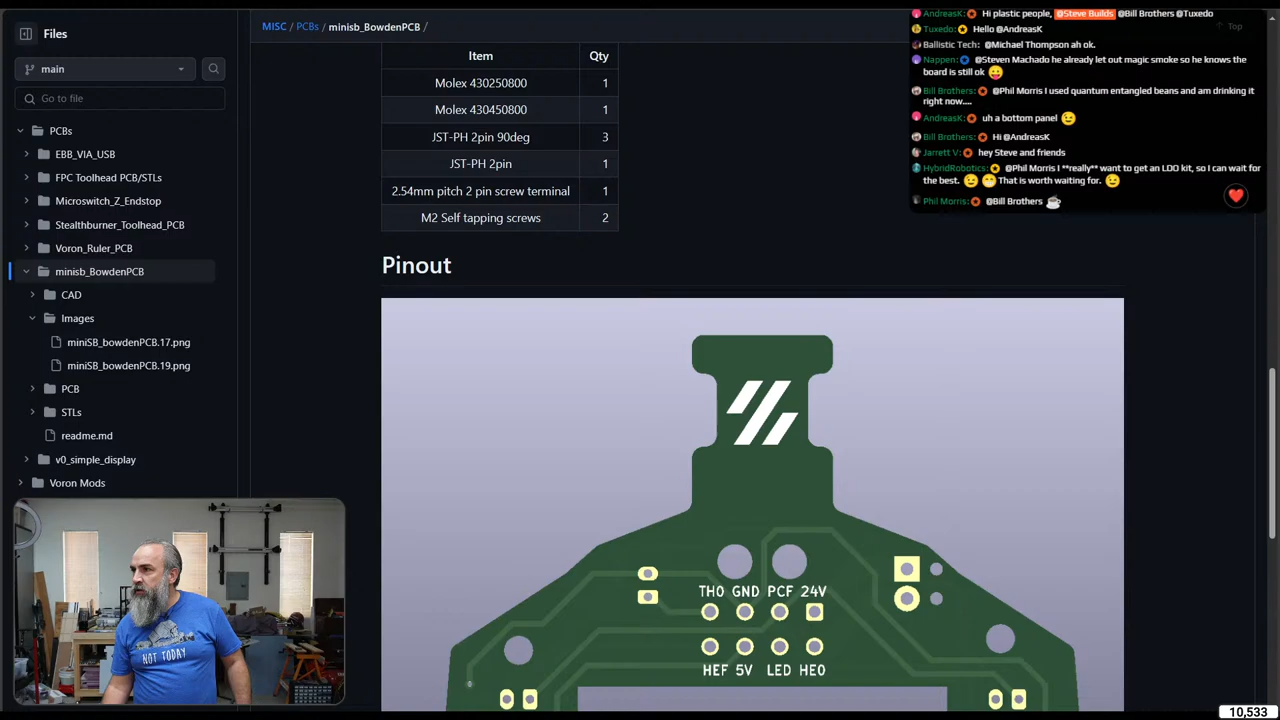 Files
main
Go to file
PCBs
EBB_VIA_USB
FPC Toolhead PCB/STLs
Microswitch_Z_Endstop
Stealthburner_Toolhead_PCB
Voron_Ruler_PCB
minisb_BowdenPCB
CAD
Images
miniSB_bowdenPCB.17.png
miniSB_bowdenPCB.19.png
PCB
STLs
readme.md
v0_simple_display
Voron Mods
NOT TODAY
MISC / PCBs / minisb_BowdenPCB /
Item Qty
Molex 430250800 1
Molex 430450800 1
JST-PH 2pin 90deg 3
JST-PH 2pin 1
2.54mm pitch 2 pin screw terminal 1
M2 Self tapping screws 2
Pinout
TH0 GND PCF 24V
HEF 5V LED HE0
Top
AndreasK: Hi plastic people, @Steve Builds @Bill Brothers @Tuxedo
Tuxedo: Hello @AndreasK
Ballistic Tech: @Michael Thompson ah ok.
Nappen: @Steven Machado he already let out magic smoke so he knows the
board is still ok 😛
Bill Brothers: @Phil Morris I used quantum entangled beans and am drinking it
right now....
AndreasK: uh a bottom panel 😉
Bill Brothers: Hi @AndreasK
Jarrett V: hey Steve and friends
HybridRobotics: @Phil Morris I **really** want to get an LDO kit, so I can wait for
the best. 😉 😁 That is worth waiting for. 😉
Phil Morris: @Bill Brothers ☕
10,533